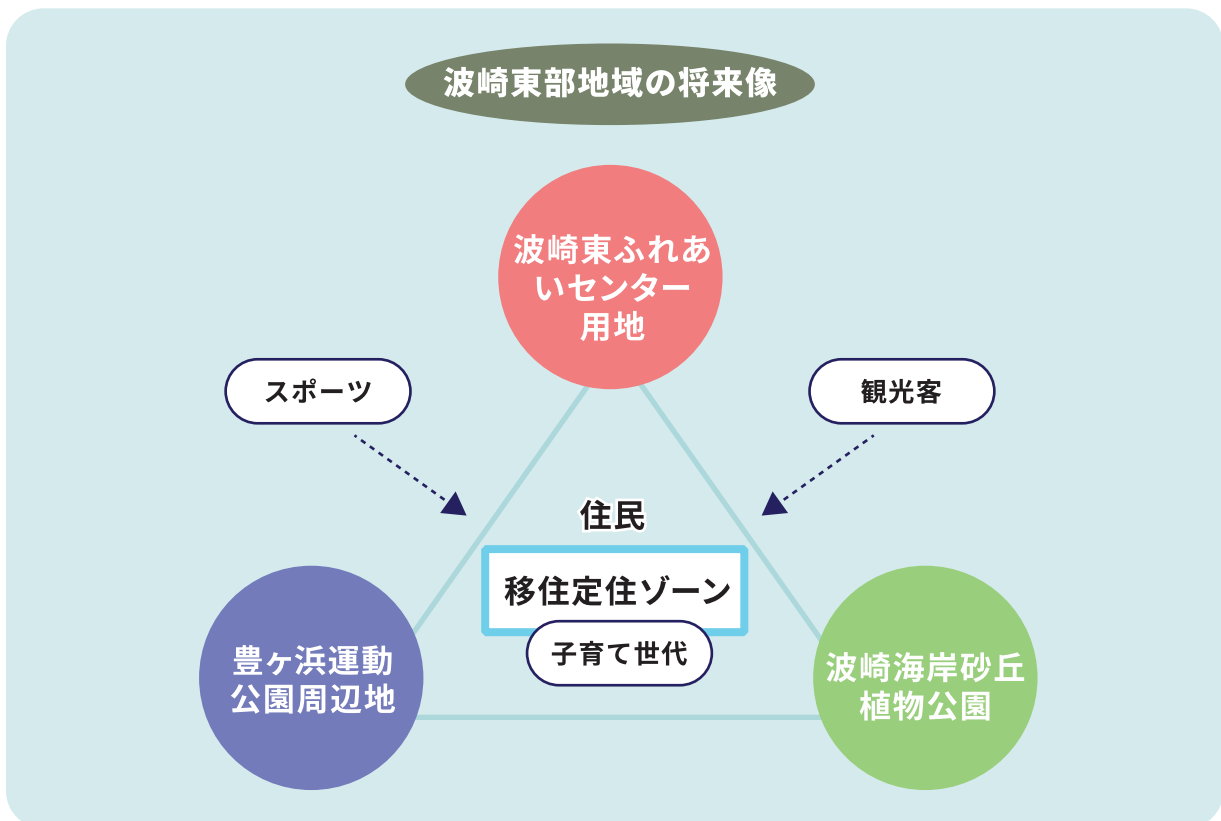 波崎東部地域の将来像
波崎東ふれあ
いセンター
用地
スポーツ
観光客
住民
移住定住ゾーン
子育て世代
豊ヶ浜運動
公園周辺地
波崎海岸砂丘
植物公園